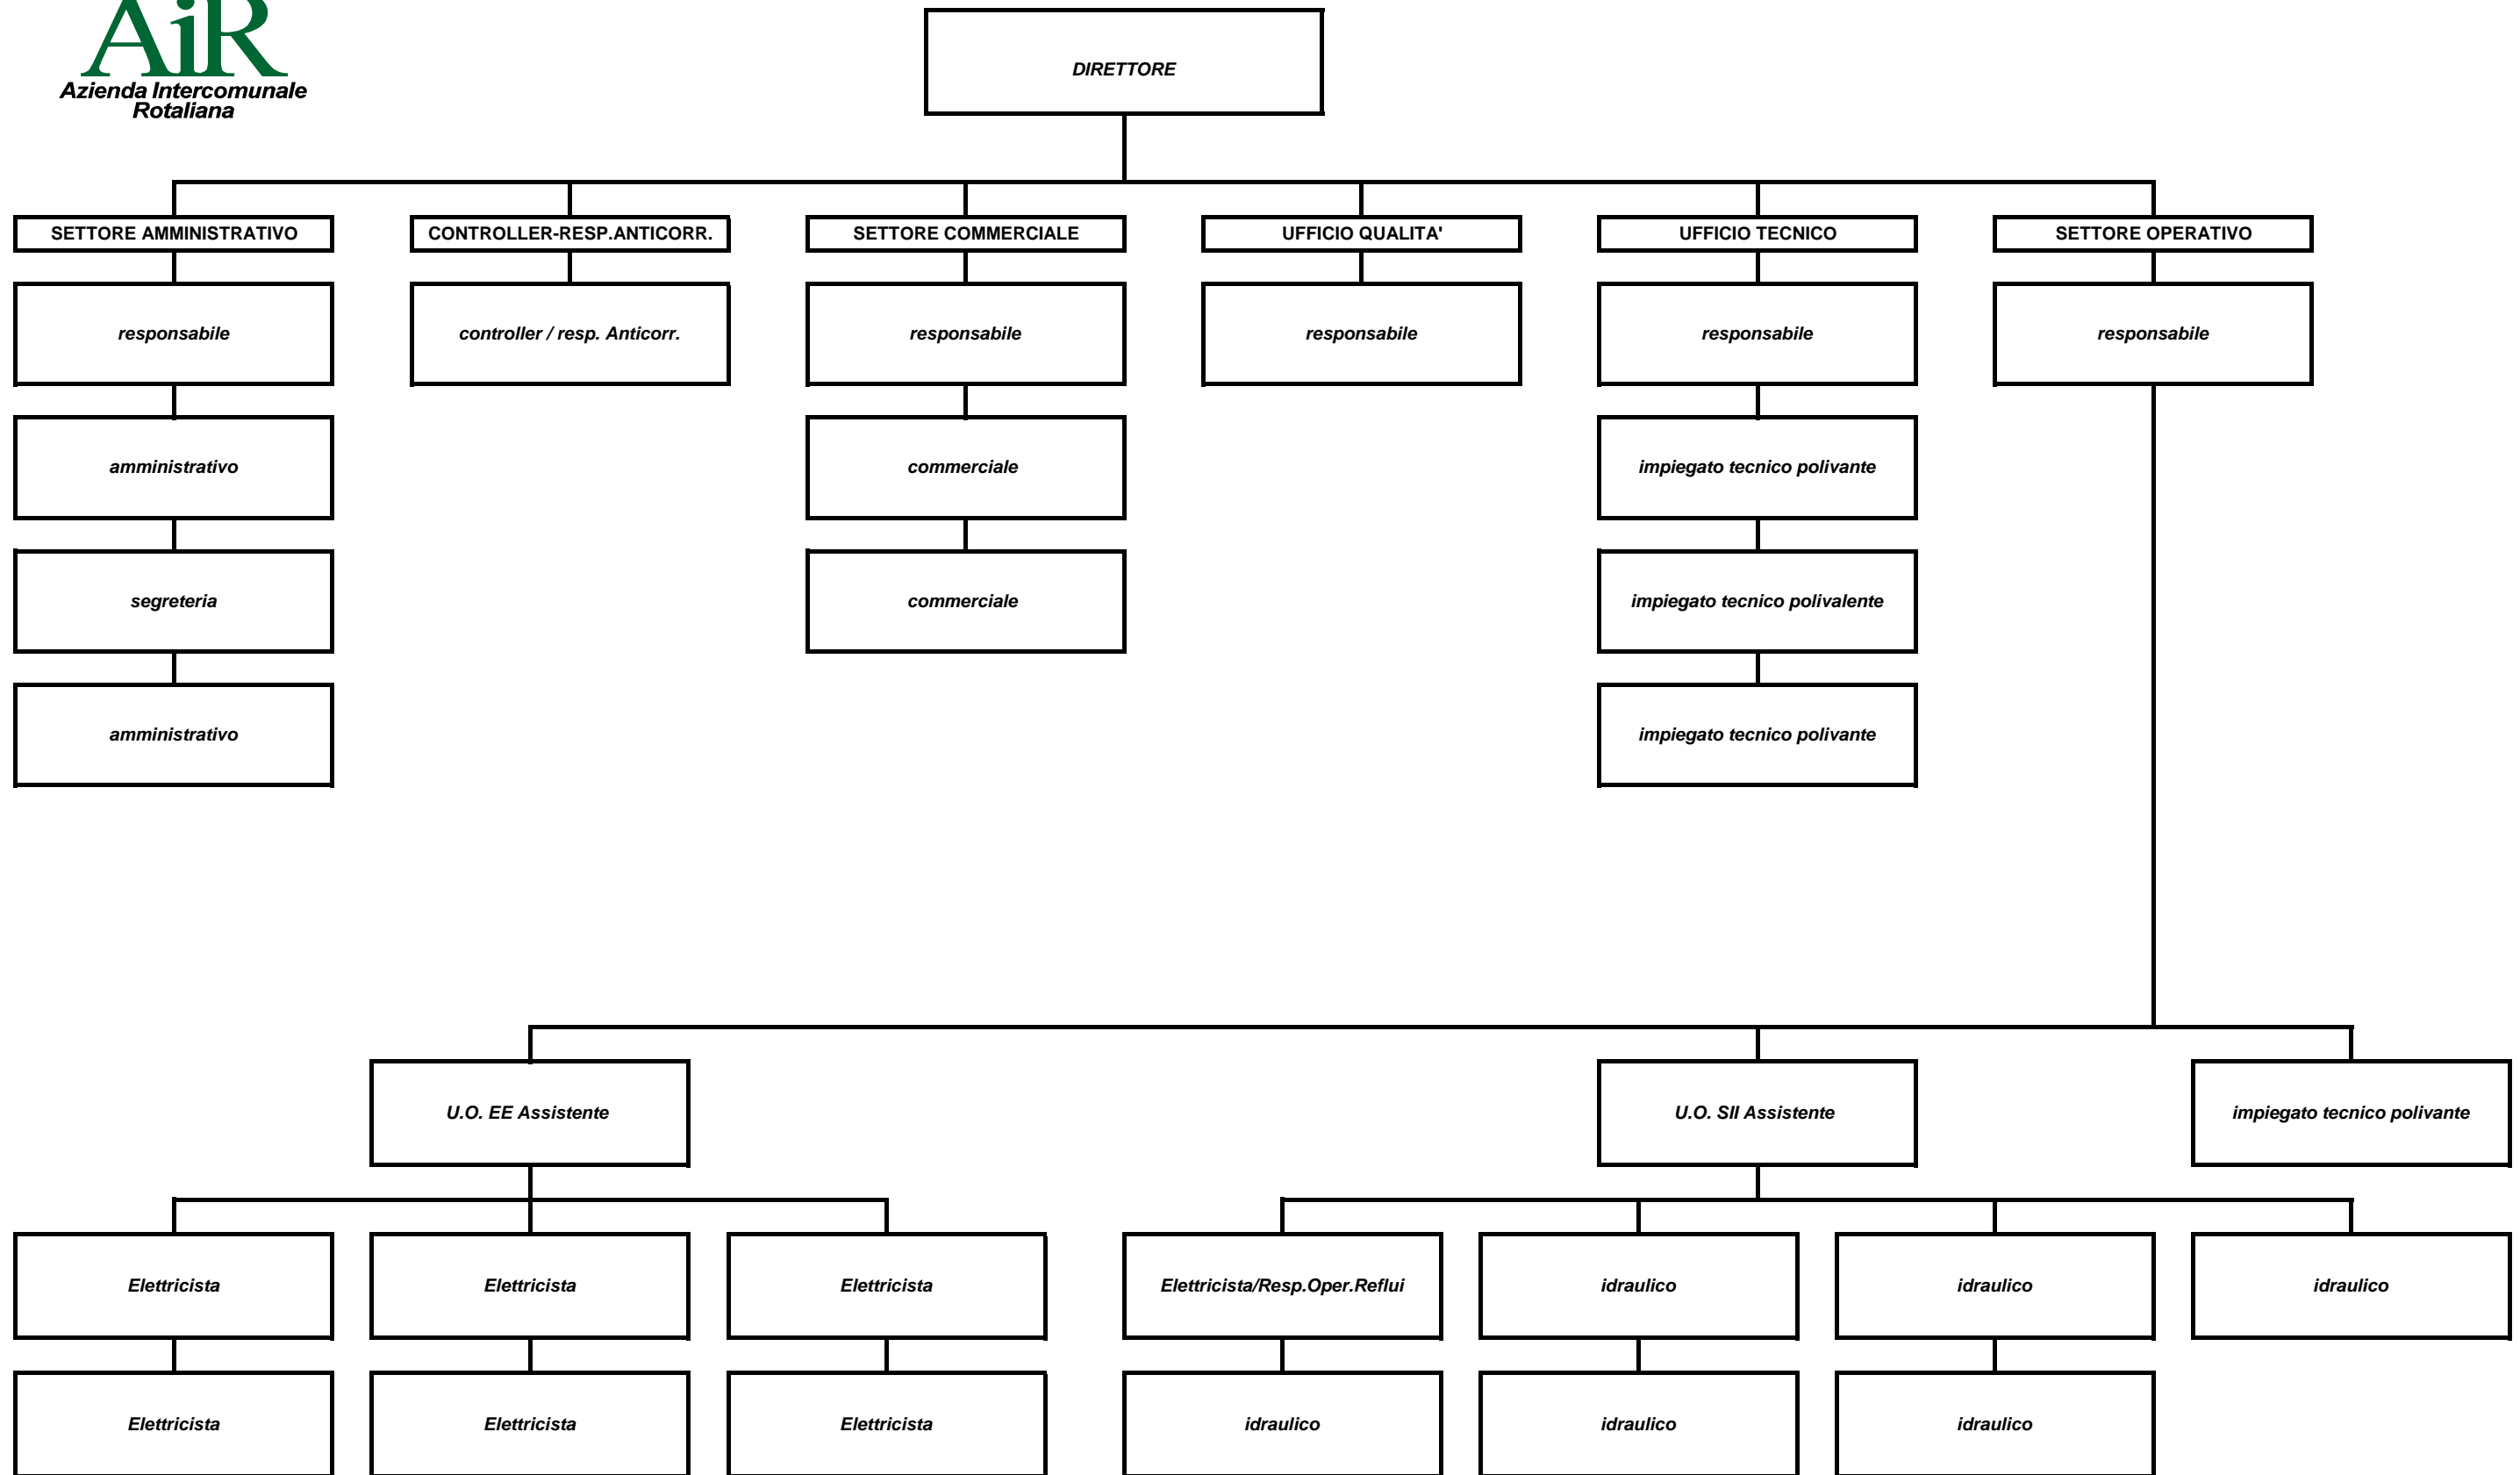 AiR
Azienda Intercomunale
Rotaliana
DIRETTORE
SETTORE AMMINISTRATIVO
CONTROLLER-RESP.ANTICORR.
SETTORE COMMERCIALE
UFFICIO QUALITA'
UFFICIO TECNICO
SETTORE OPERATIVO
responsabile
controller / resp. Anticorr.
responsabile
responsabile
responsabile
responsabile
amministrativo
commerciale
impiegato tecnico polivante
segreteria
commerciale
impiegato tecnico polivalente
amministrativo
impiegato tecnico polivante
U.O. EE Assistente
U.O. SII Assistente
impiegato tecnico polivante
Elettricista
Elettricista
Elettricista
Elettricista/Resp.Oper.Reflui
idraulico
idraulico
idraulico
Elettricista
Elettricista
Elettricista
idraulico
idraulico
idraulico